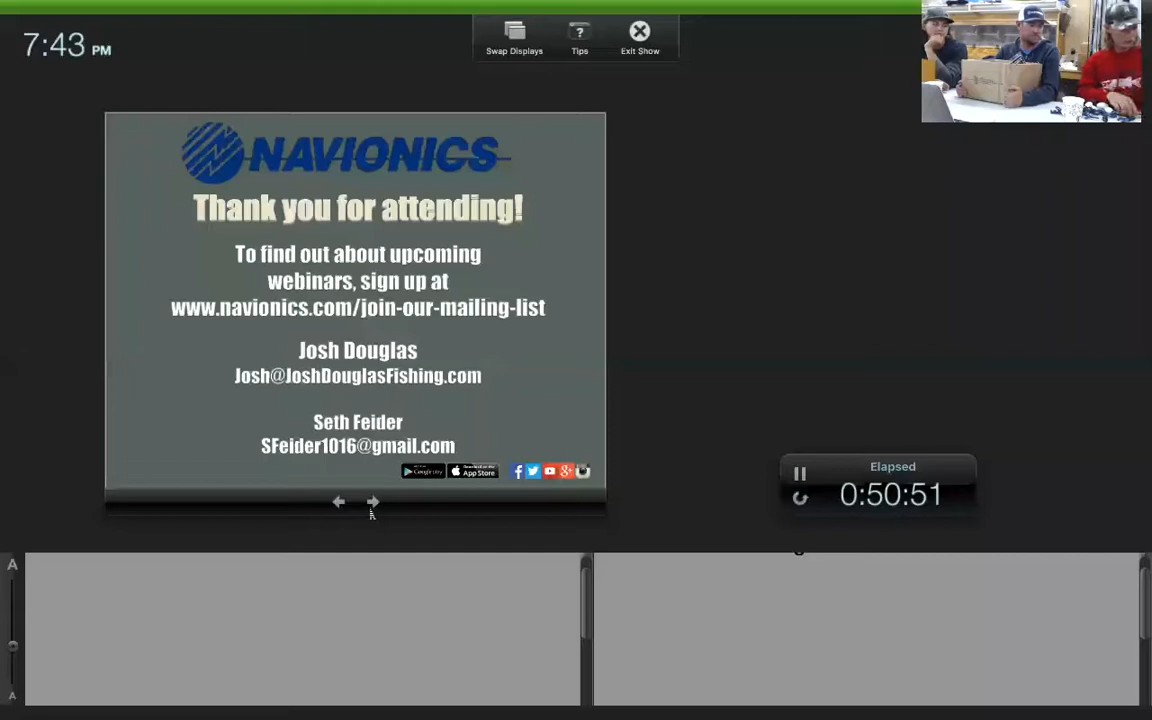 7:43 PM
Swap Displays
Tips
Exit Show
NAVIONICS
Thank you for attending!
To find out about upcoming
webinars, sign up at
www.navionics.com/join-our-mailing-list
Josh Douglas
Josh@JoshDouglasFishing.com
Seth Feider
SFeider1016@gmail.com
Elapsed
0:50:51
A
A